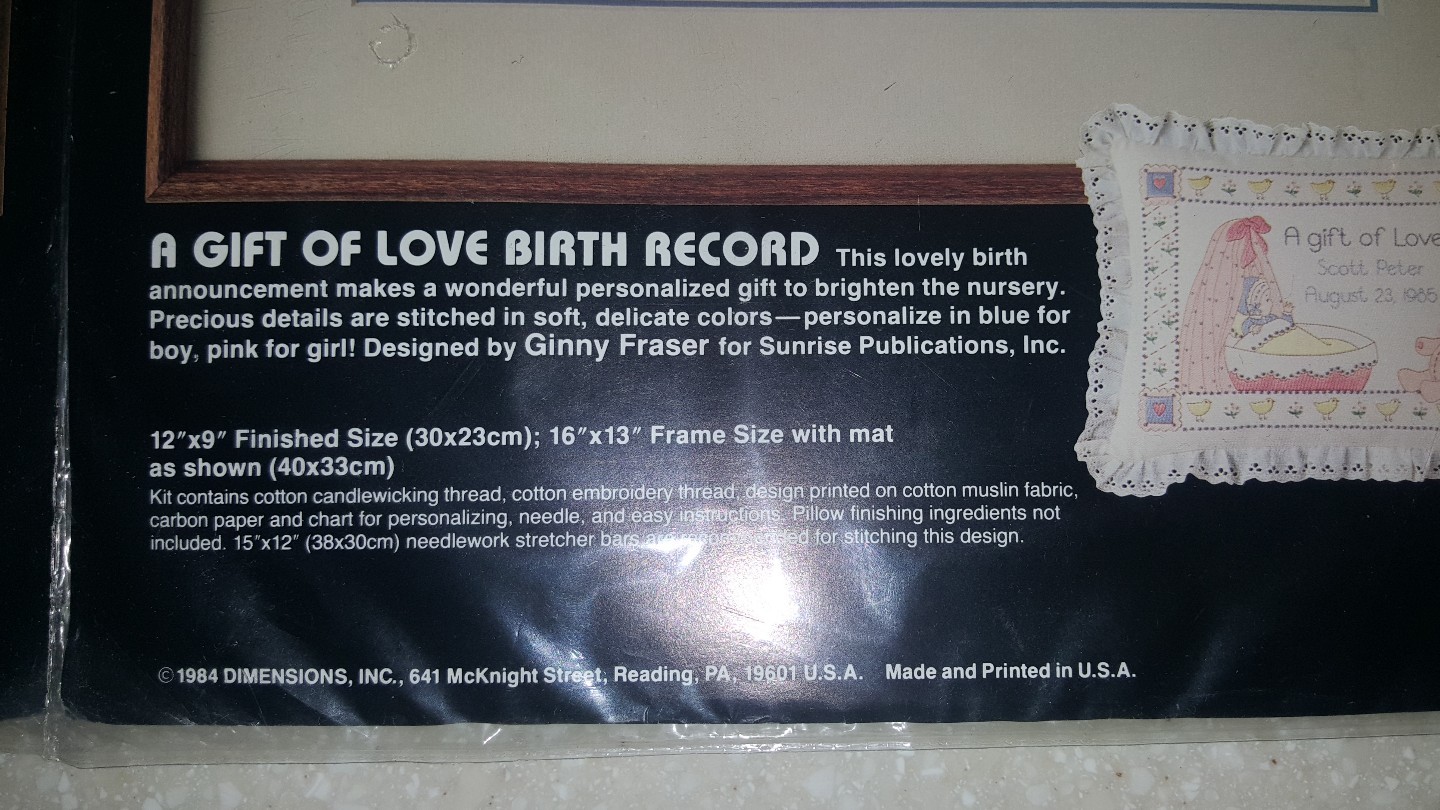 A GIFT OF LOVE BIRTH RECORD This lovely birth
announcement makes a wonderful personalized gift to brighten the nursery.
Precious details are stitched in soft, delicate colors—personalize in blue for
boy, pink for girl! Designed by Ginny Fraser for Sunrise Publications, Inc.
A gift of Love
Scott Peter
August 23, 1985
12"x9" Finished Size (30x23cm); 16"x13" Frame Size with mat
as shown (40x33cm)
Kit contains cotton candlewicking thread, cotton embroidery thread, design printed on cotton muslin fabric,
carbon paper and chart for personalizing, needle, and easy instructions. Pillow finishing ingredients not
included. 15"x12" (38x30cm) needlework stretcher bars are recommended for stitching this design.
©1984 DIMENSIONS, INC., 641 McKnight Street, Reading, PA, 19601 U.S.A. Made and Printed in U.S.A.